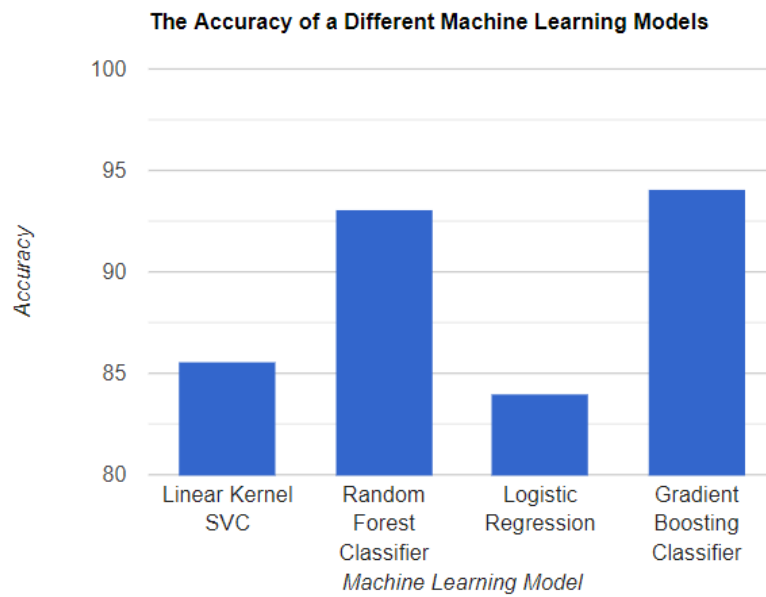 The Accuracy of a Different Machine Learning Models
100
95
90
85
80
Accuracy
Linear Kernel
SVC
Random
Forest
Classifier
Logistic
Regression
Gradient
Boosting
Classifier
Machine Learning Model